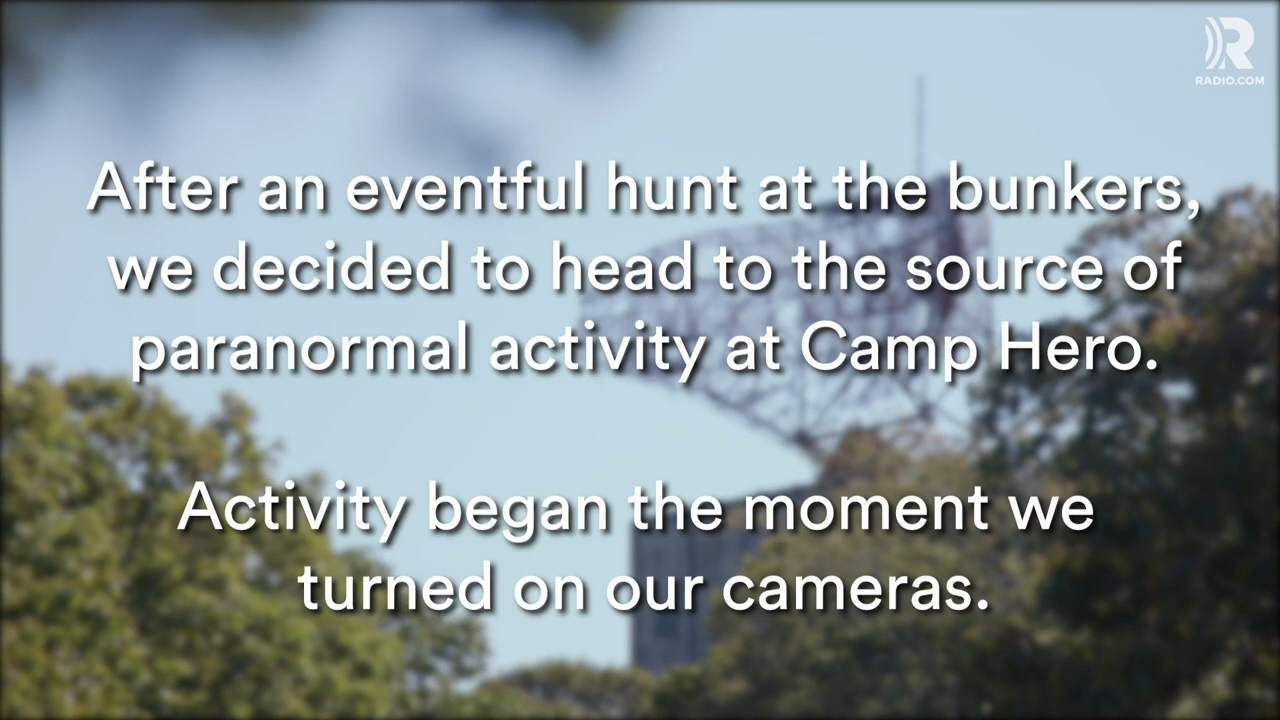 RADIO.COM
After an eventful hunt at the bunkers,
we decided to head to the source of
paranormal activity at Camp Hero.
Activity began the moment we
turned on our cameras.